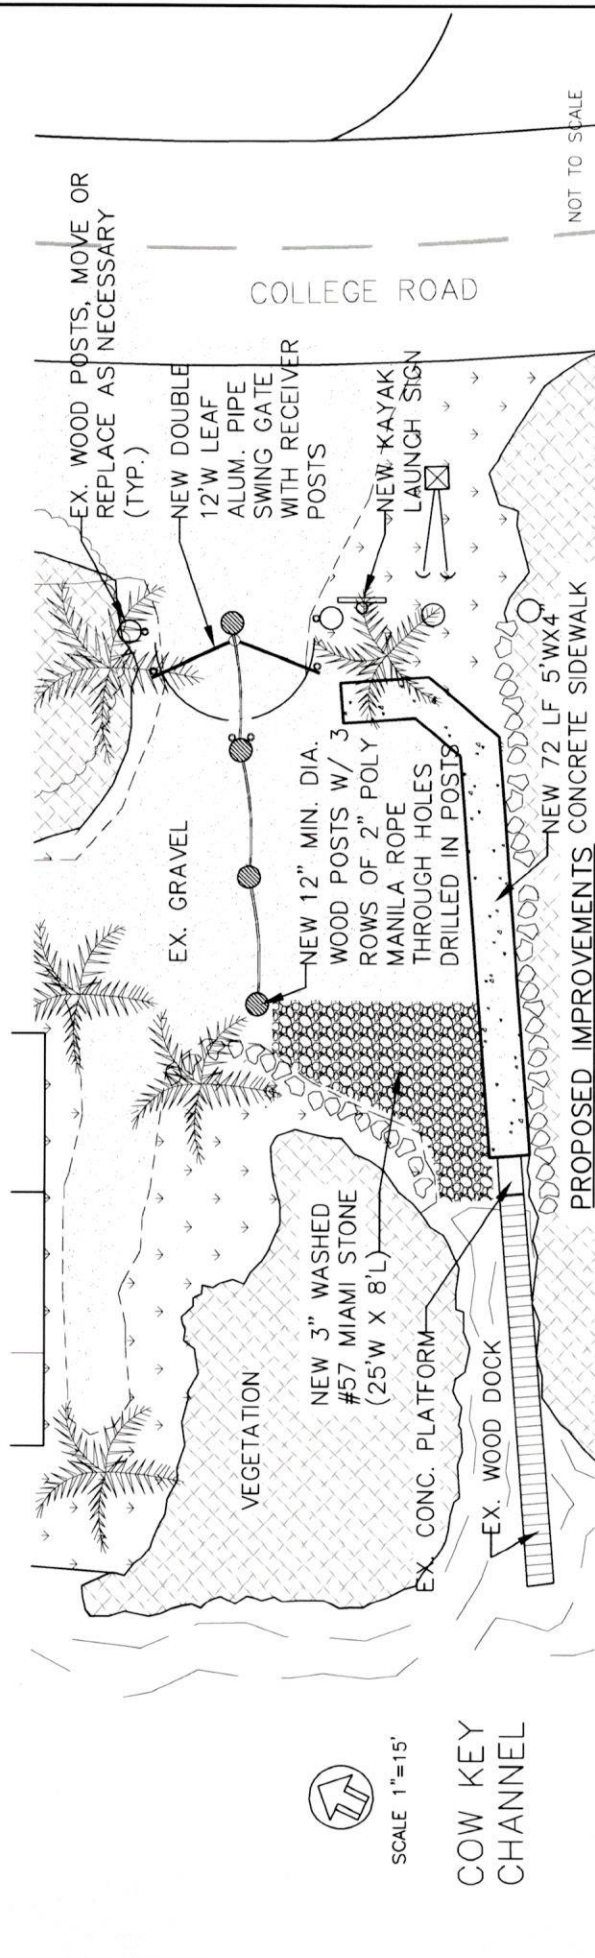 EX. WOOD POSTS, MOVE OR
REPLACE AS NECESSARY
(TYP.)
NEW DOUBLE
12'W LEAF
ALUM. PIPE
SWING GATE
WITH RECEIVER
POSTS
COLLEGE ROAD
NOT TO SCALE
NEW KAYAK
LAUNCH SIGN
EX. GRAVEL
NEW 12" MIN. DIA.
WOOD POSTS W/ 3
ROWS OF 2" POLY
MANILA ROPE
THROUGH HOLES
DRILLED IN POSTS
NEW 72 LF 5'WX4"
CONCRETE SIDEWALK
PROPOSED IMPROVEMENTS
VEGETATION
NEW 3" WASHED
#57 MIAMI STONE
(25'W X 8'L)
EX. CONC. PLATFORM
EX. WOOD DOCK
SCALE 1"=15'
COW KEY
CHANNEL